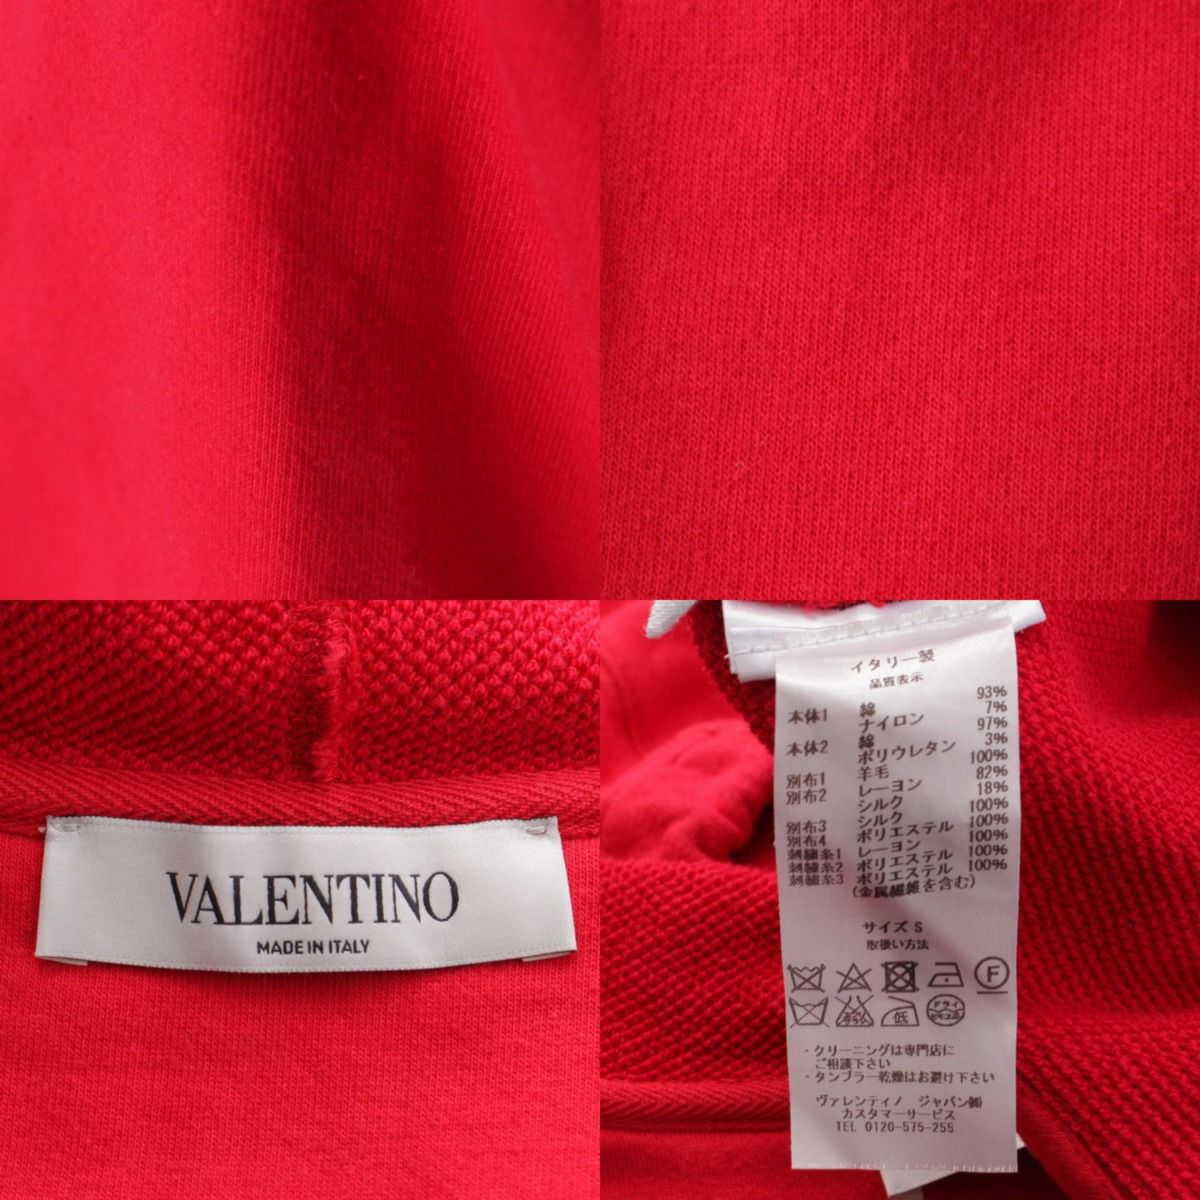 VALENTINO
MADE IN ITALY
イタリー製
品質表示
本体1 綿 93%
ナイロン 7%
本体2 綿 97%
ポリウレタン 3%
別布1 羊毛 100%
別布2 レーヨン 82%
シルク 18%
別布3 シルク 100%
別布4 ポリエステル 100%
刺繍糸1 レーヨン 100%
刺繍糸2 ポリエステル 100%
刺繍糸3 ポリエステル 100%
(金属繊維を含む)
サイズ S
取扱い方法
F
低
ドライ
・クリーニングは専門店に
ご相談下さい
・タンブラー乾燥はお避け下さい
ヴァレンティノ ジャパン㈱
カスタマーサービス
TEL 0120-575-255